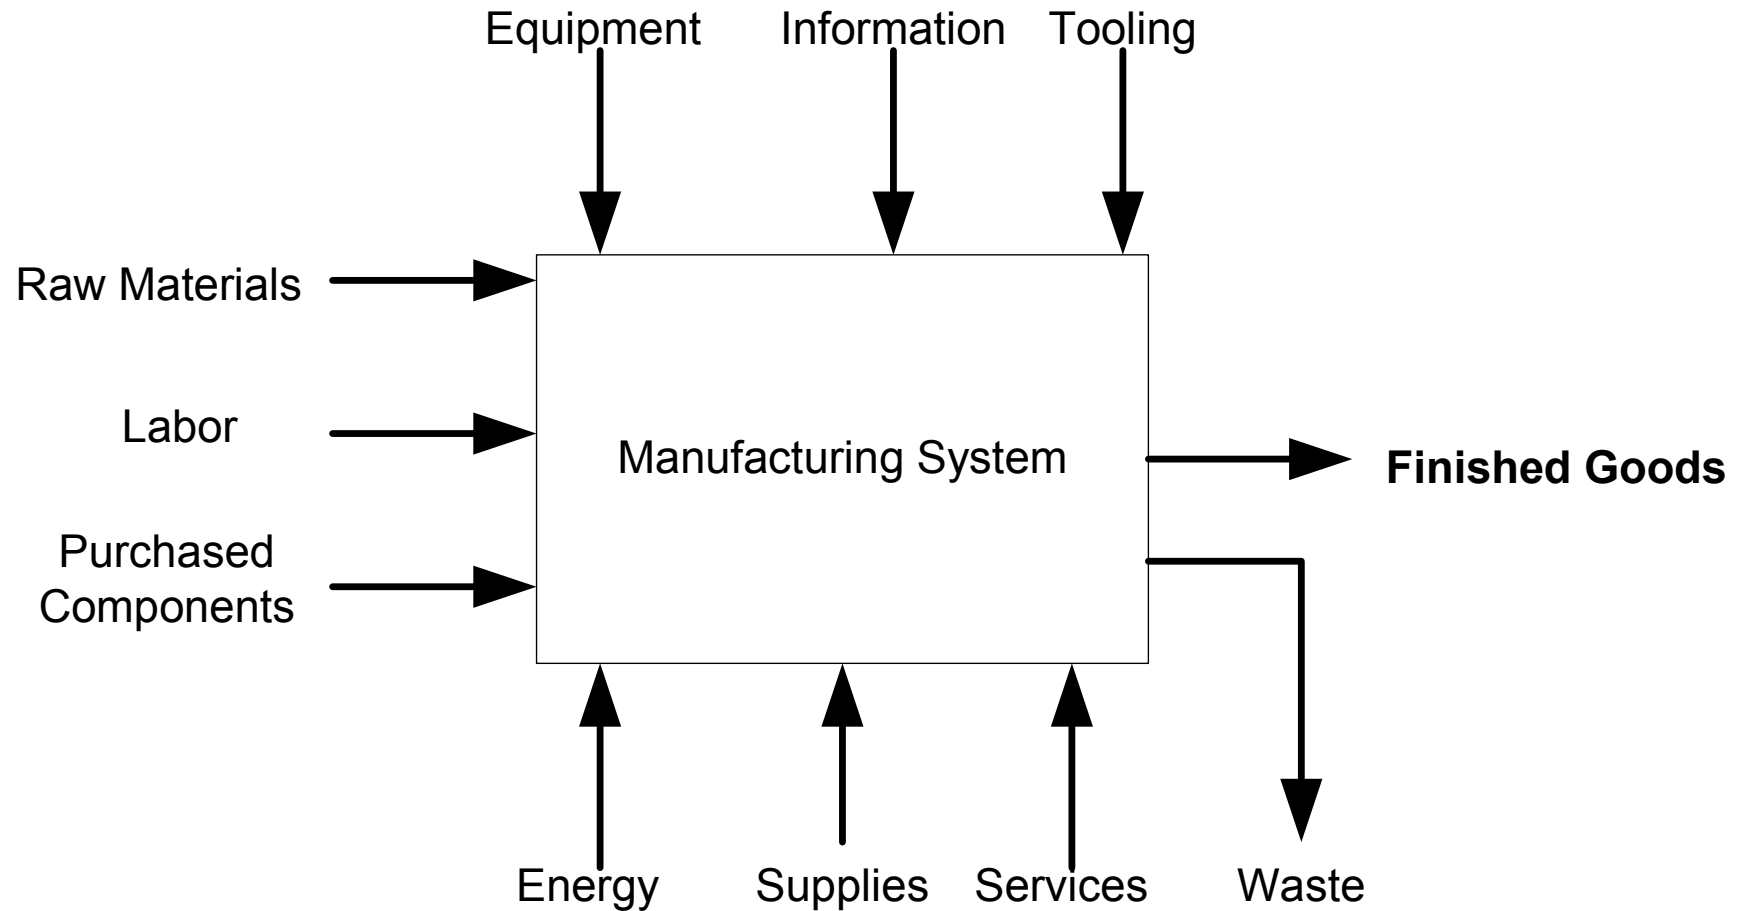 Equipment
Information
Tooling
Raw Materials
Labor
Manufacturing System
Finished Goods
Purchased
Components
Energy
Supplies
Services
Waste